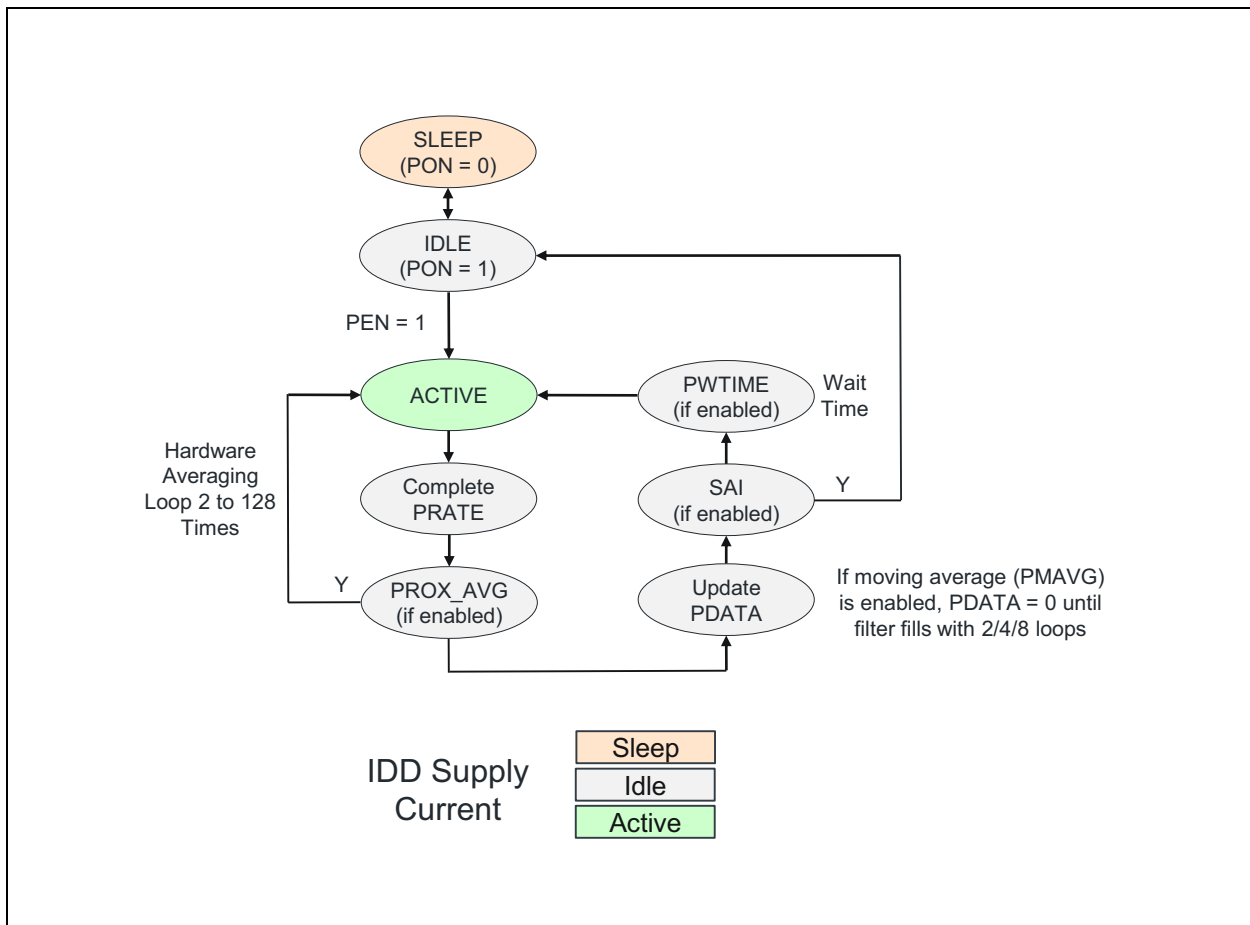 SLEEP
(PON = 0)
IDLE
(PON = 1)
PEN = 1
ACTIVE
PWTIME
(if enabled)
Wait
Time
Hardware
Averaging
Loop 2 to 128
Times
Complete
PRATE
SAI
(if enabled)
Y
Y
PROX_AVG
(if enabled)
Update
PDATA
If moving average (PMAVG)
is enabled, PDATA = 0 until
filter fills with 2/4/8 loops
IDD Supply
Current
Sleep
Idle
Active